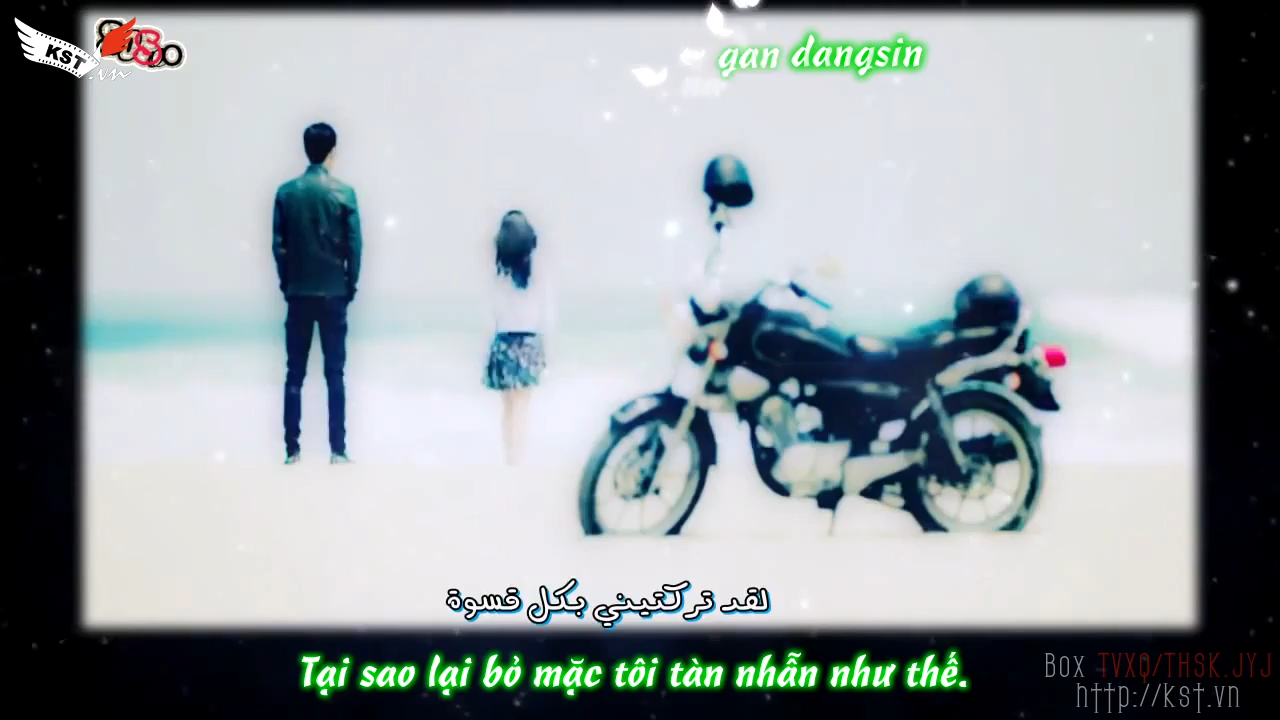 KST
.vn
gan dangsin
لقد تركتيني بكل قسوة
Tại sao lại bỏ mặc tôi tàn nhẫn như thế.
Box TVXQ/THSK.JYJ
http://kst.vn